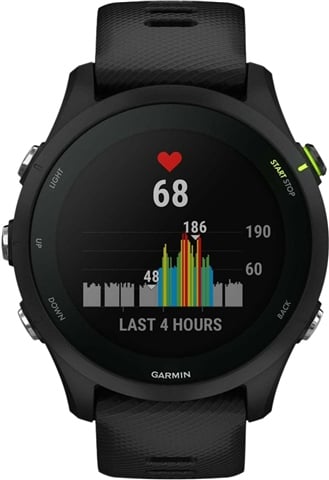 LIGHT
START STOP
68
186
190
48
60
UP
LAST 4 HOURS
DOWN
BACK
GARMIN